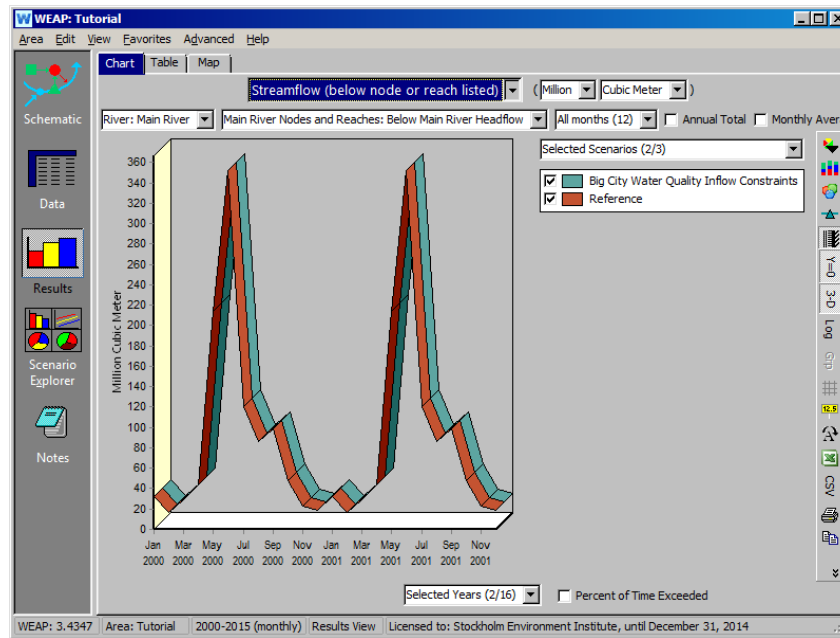 WEAP: Tutorial
Area Edit View Favorites Advanced Help
Chart Table Map
Streamflow (below node or reach listed) ( Million Cubic Meter )
River: Main River Main River Nodes and Reaches: Below Main River Headflow All months (12) Annual Total Monthly Aver
Selected Scenarios (2/3)
Big City Water Quality Inflow Constraints
Reference
Schematic
Data
Results
Scenario
Explorer
Notes
Million Cubic Meter
360
340
320
300
280
260
240
220
200
180
160
140
120
100
80
60
40
20
0
Jan Mar May Jul Sep Nov Jan Mar May Jul Sep Nov
2000 2000 2000 2000 2000 2000 2001 2001 2001 2001 2001 2001
Y=0
3-D
Log
Grp
12.5
A
CSV
Selected Years (2/16) Percent of Time Exceeded
WEAP: 3.4347 Area: Tutorial 2000-2015 (monthly) Results View Licensed to: Stockholm Environment Institute, until December 31, 2014